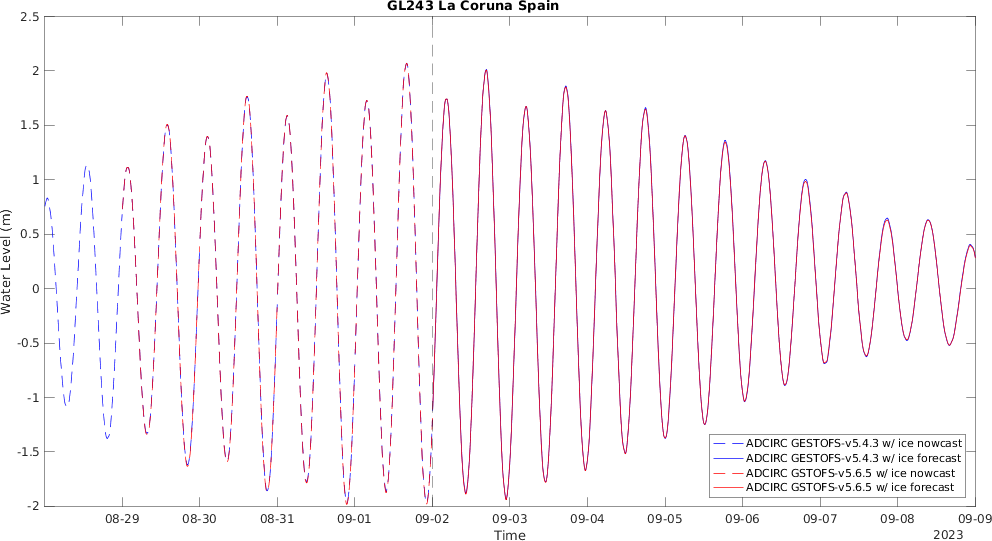 GL243 La Coruna Spain
2.5
2
1.5
1
0.5
0
-0.5
-1
-1.5
-2
Water Level (m)
ADCIRC GESTOFS-v5.4.3 w/ ice nowcast
ADCIRC GESTOFS-v5.4.3 w/ ice forecast
ADCIRC GSTOFS-v5.6.5 w/ ice nowcast
ADCIRC GSTOFS-v5.6.5 w/ ice forecast
08-29 08-30 08-31 09-01 09-02 09-03 09-04 09-05 09-06 09-07 09-08 09-09
Time
2023